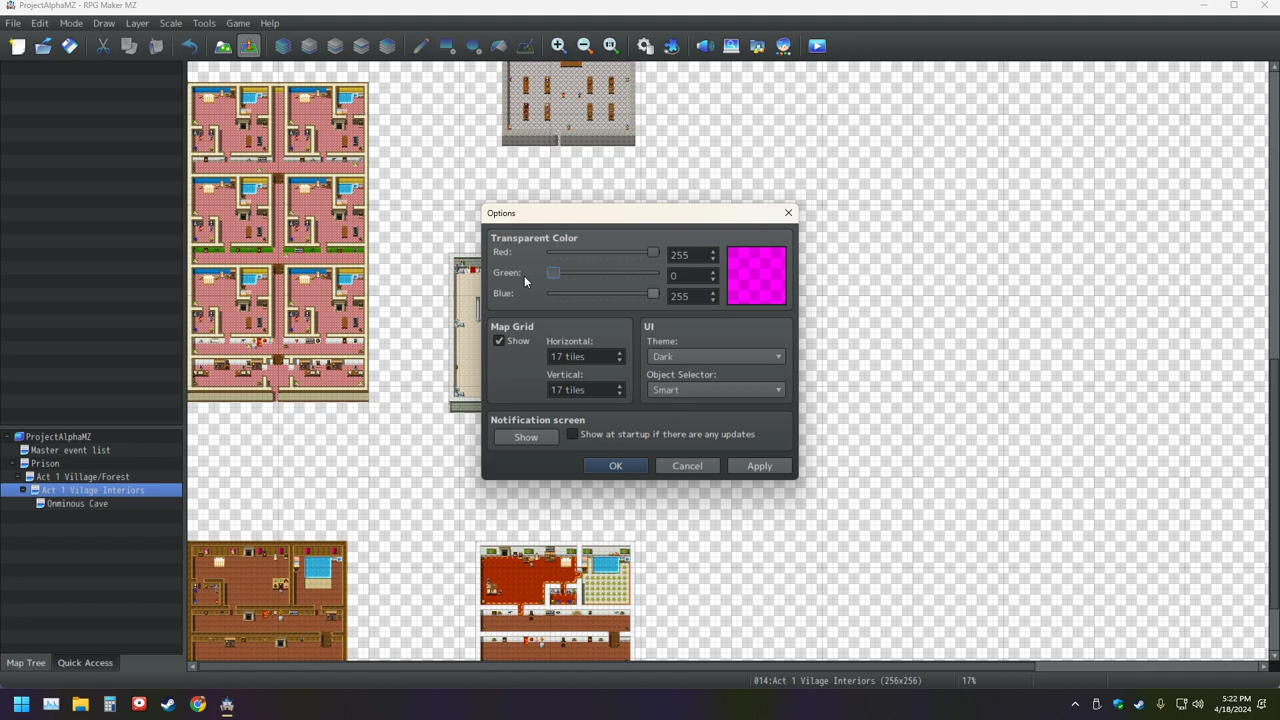 ProjectAlphaMZ - RPG Maker MZ
File Edit Mode Draw Layer Scale Tools Game Help
Options
Transparent Color
Red: 255
Green: 0
Blue: 255
Map Grid
Show
Horizontal:
17 tiles
Vertical:
17 tiles
UI
Theme:
Dark
Object Selector:
Smart
Notification screen
Show
Show at startup if there are any updates
OK Cancel Apply
ProjectAlphaMZ
Master event list
Prison
Act 1 Village/Forest
Act 1 Vilage Interiors
Onminous Cave
Map Tree Quick Access
014:Act 1 Vilage Interiors (256x256) 17%
5:22 PM
4/18/2024